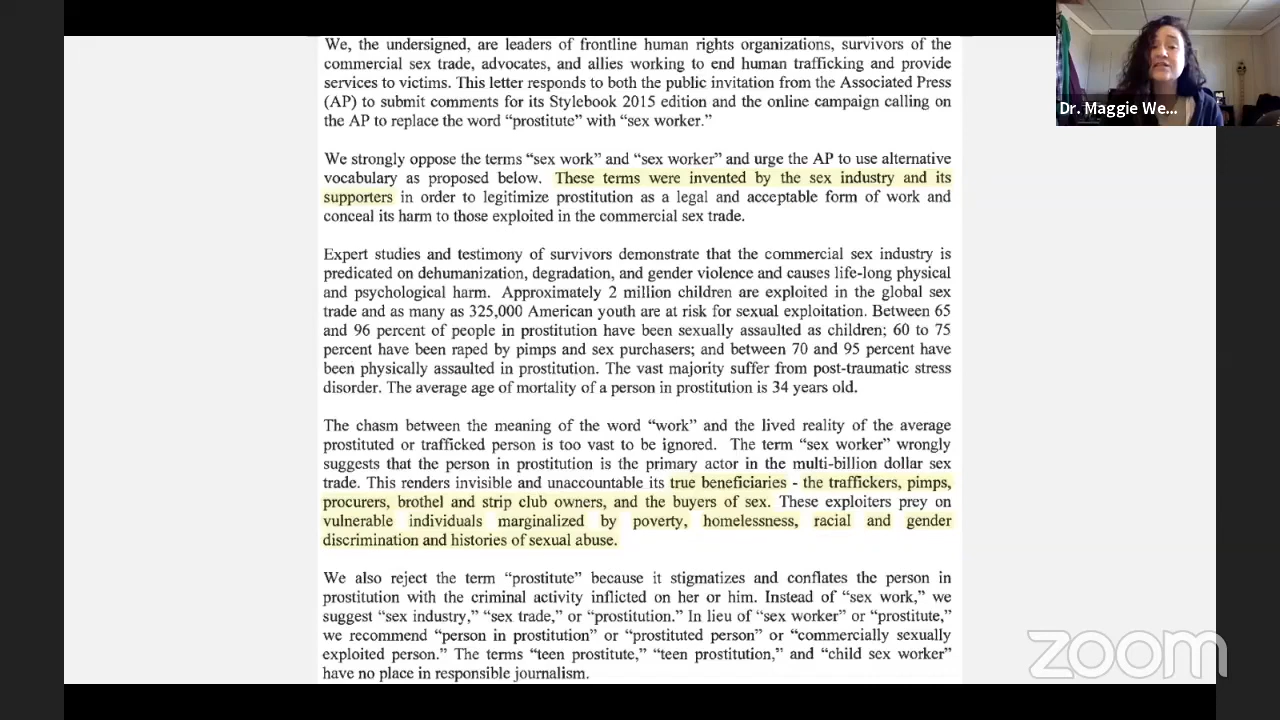 We, the undersigned, are leaders of frontline human rights organizations, survivors of the
commercial sex trade, advocates, and allies working to end human trafficking and provide
services to victims. This letter responds to both the public invitation from the Associated Press
(AP) to submit comments for its Stylebook 2015 edition and the online campaign calling on
the AP to replace the word “prostitute” with “sex worker.”
We strongly oppose the terms “sex work” and “sex worker” and urge the AP to use alternative
vocabulary as proposed below. These terms were invented by the sex industry and its
supporters in order to legitimize prostitution as a legal and acceptable form of work and
conceal its harm to those exploited in the commercial sex trade.
Expert studies and testimony of survivors demonstrate that the commercial sex industry is
predicated on dehumanization, degradation, and gender violence and causes life-long physical
and psychological harm. Approximately 2 million children are exploited in the global sex
trade and as many as 325,000 American youth are at risk for sexual exploitation. Between 65
and 96 percent of people in prostitution have been sexually assaulted as children; 60 to 75
percent have been raped by pimps and sex purchasers; and between 70 and 95 percent have
been physically assaulted in prostitution. The vast majority suffer from post-traumatic stress
disorder. The average age of mortality of a person in prostitution is 34 years old.
The chasm between the meaning of the word “work” and the lived reality of the average
prostituted or trafficked person is too vast to be ignored. The term “sex worker” wrongly
suggests that the person in prostitution is the primary actor in the multi-billion dollar sex
trade. This renders invisible and unaccountable its true beneficiaries - the traffickers, pimps,
procurers, brothel and strip club owners, and the buyers of sex. These exploiters prey on
vulnerable individuals marginalized by poverty, homelessness, racial and gender
discrimination and histories of sexual abuse.
We also reject the term “prostitute” because it stigmatizes and conflates the person in
prostitution with the criminal activity inflicted on her or him. Instead of “sex work,” we
suggest “sex industry,” “sex trade,” or “prostitution.” In lieu of “sex worker” or “prostitute,”
we recommend “person in prostitution” or “prostituted person” or “commercially sexually
exploited person.” The terms “teen prostitute,” “teen prostitution,” and “child sex worker”
have no place in responsible journalism.
Dr. Maggie We...
zoom